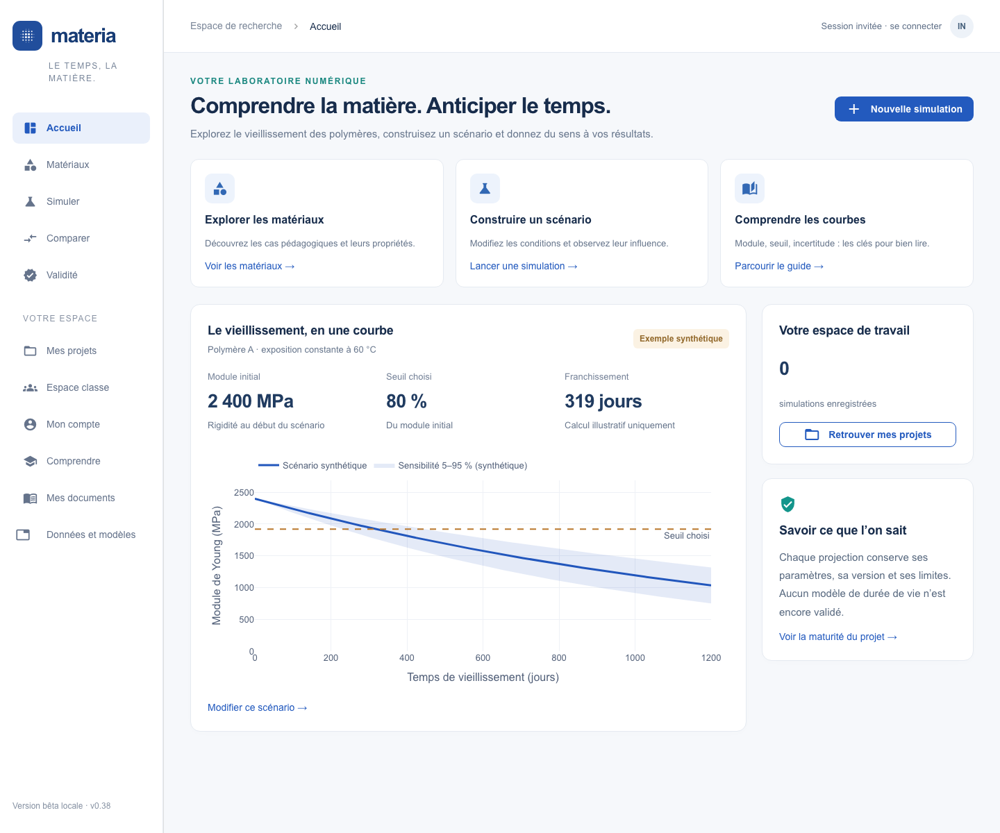 materia
LE TEMPS, LA
MATIÈRE.
Accueil
Matériaux
Simuler
Comparer
Validité
VOTRE ESPACE
Mes projets
Espace classe
Mon compte
Comprendre
Mes documents
Données et modèles
Version bêta locale · v0.38
Espace de recherche
Accueil
Session invitée · se connecter
IN
VOTRE LABORATOIRE NUMÉRIQUE
Comprendre la matière. Anticiper le temps.
Explorez le vieillissement des polymères, construisez un scénario et donnez du sens à vos résultats.
Nouvelle simulation
Explorer les matériaux
Découvrez les cas pédagogiques et leurs propriétés.
Voir les matériaux →
Construire un scénario
Modifiez les conditions et observez leur influence.
Lancer une simulation →
Comprendre les courbes
Module, seuil, incertitude : les clés pour bien lire.
Parcourir le guide →
Le vieillissement, en une courbe
Polymère A · exposition constante à 60 °C
Exemple synthétique
Module initial
2 400 MPa
Rigidité au début du scénario
Seuil choisi
80 %
Du module initial
Franchissement
319 jours
Calcul illustratif uniquement
Scénario synthétique
Sensibilité 5–95 % (synthétique)
Module de Young (MPa)
2500
2000
1500
1000
500
0
Seuil choisi
0
200
400
600
800
1000
1200
Temps de vieillissement (jours)
Modifier ce scénario →
Votre espace de travail
0
simulations enregistrées
Retrouver mes projets
Savoir ce que l’on sait
Chaque projection conserve ses
paramètres, sa version et ses limites.
Aucun modèle de durée de vie n’est
encore validé.
Voir la maturité du projet →